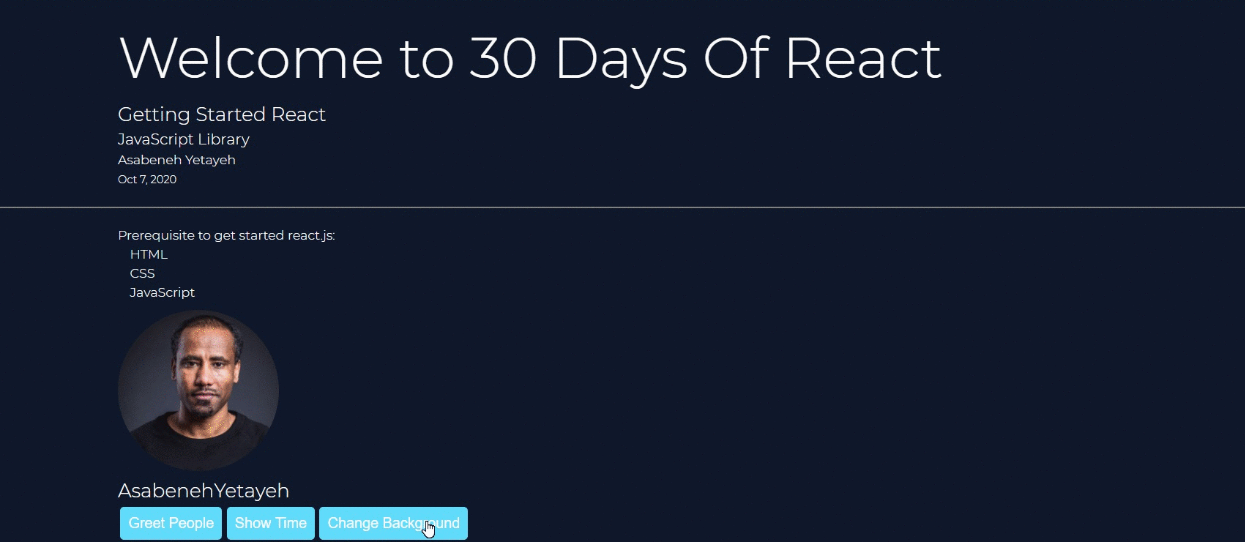 Welcome to 30 Days Of React
Getting Started React
JavaScript Library
Asabeneh Yetayeh
Oct 7, 2020
Prerequisite to get started react.js:
HTML
CSS
JavaScript
AsabenehYetayeh
Greet People Show Time Change Background